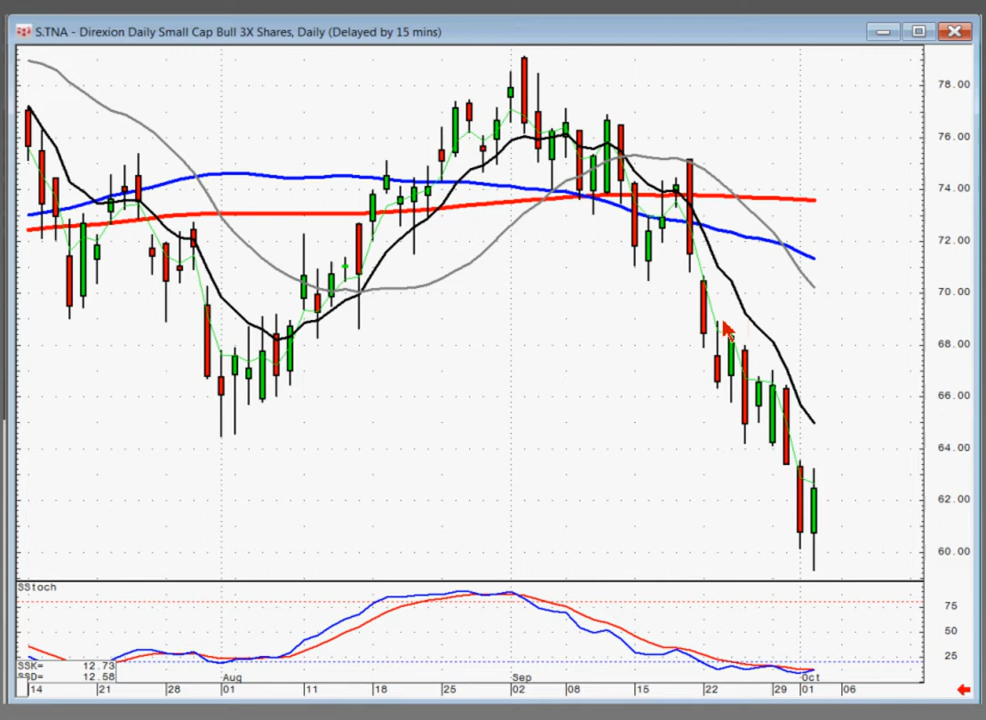 S.TNA - Direxion Daily Small Cap Bull 3X Shares, Daily (Delayed by 15 mins)
78.00
76.00
74.00
72.00
70.00
68.00
66.00
64.00
62.00
60.00
SStoch
75
50
25
SSK= 12.73
SSD= 12.58
Aug Sep Oct
14 21 28 01 11 18 25 02 08 15 22 29 01 06